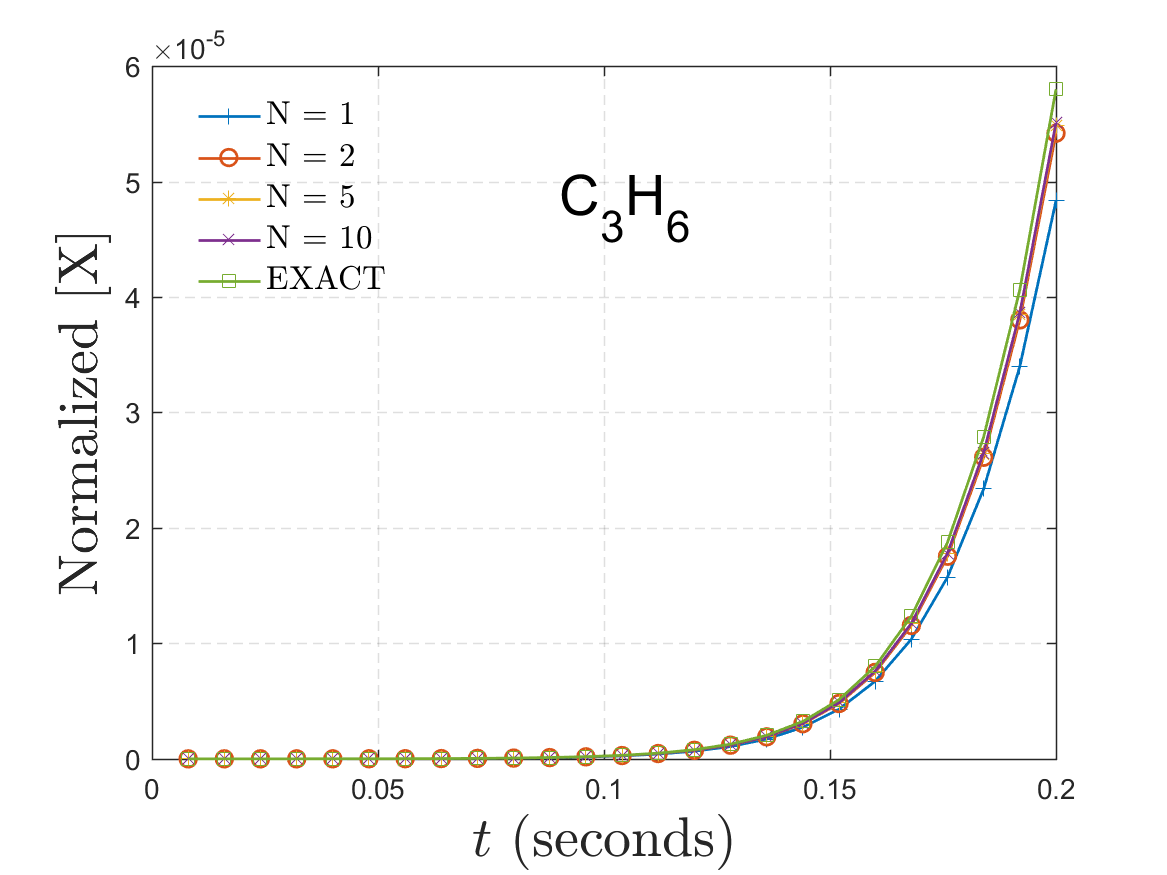 ×10-5
6
5
4
3
2
1
0
Normalized [X]
N = 1
N = 2
N = 5
N = 10
EXACT
C3H6
0 0.05 0.1 0.15 0.2
t (seconds)